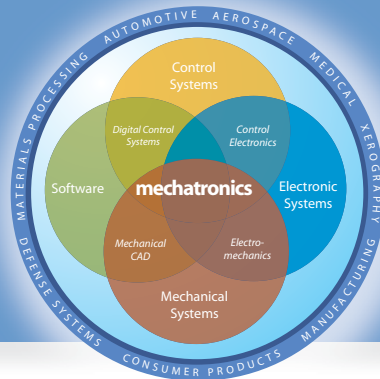 MATERIALS PROCESSING AUTOMOTIVE AEROSPACE MEDICAL XEROGRAPHY
Control
Systems
Digital Control
Systems
Control
Electronics
Software
mechatronics
Electronic
Systems
Mechanical
CAD
Electro-
mechanics
Mechanical
Systems
DEFENSE SYSTEMS CONSUMER PRODUCTS MANUFACTURING